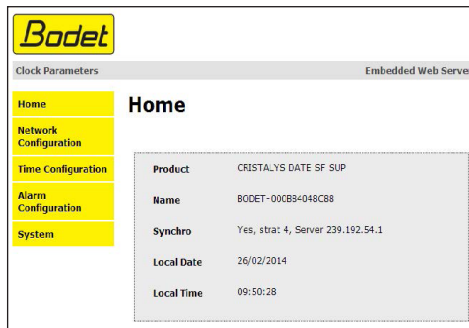 Bodet
Clock Parameters
Embedded Web Server
Home
Network
Configuration
Time Configuration
Alarm
Configuration
System
Home
Product CRISTALYS DATE SF SUP
Name BODET-000BB4048C88
Synchro Yes, strat 4, Server 239.192.54.1
Local Date 26/02/2014
Local Time 09:50:28